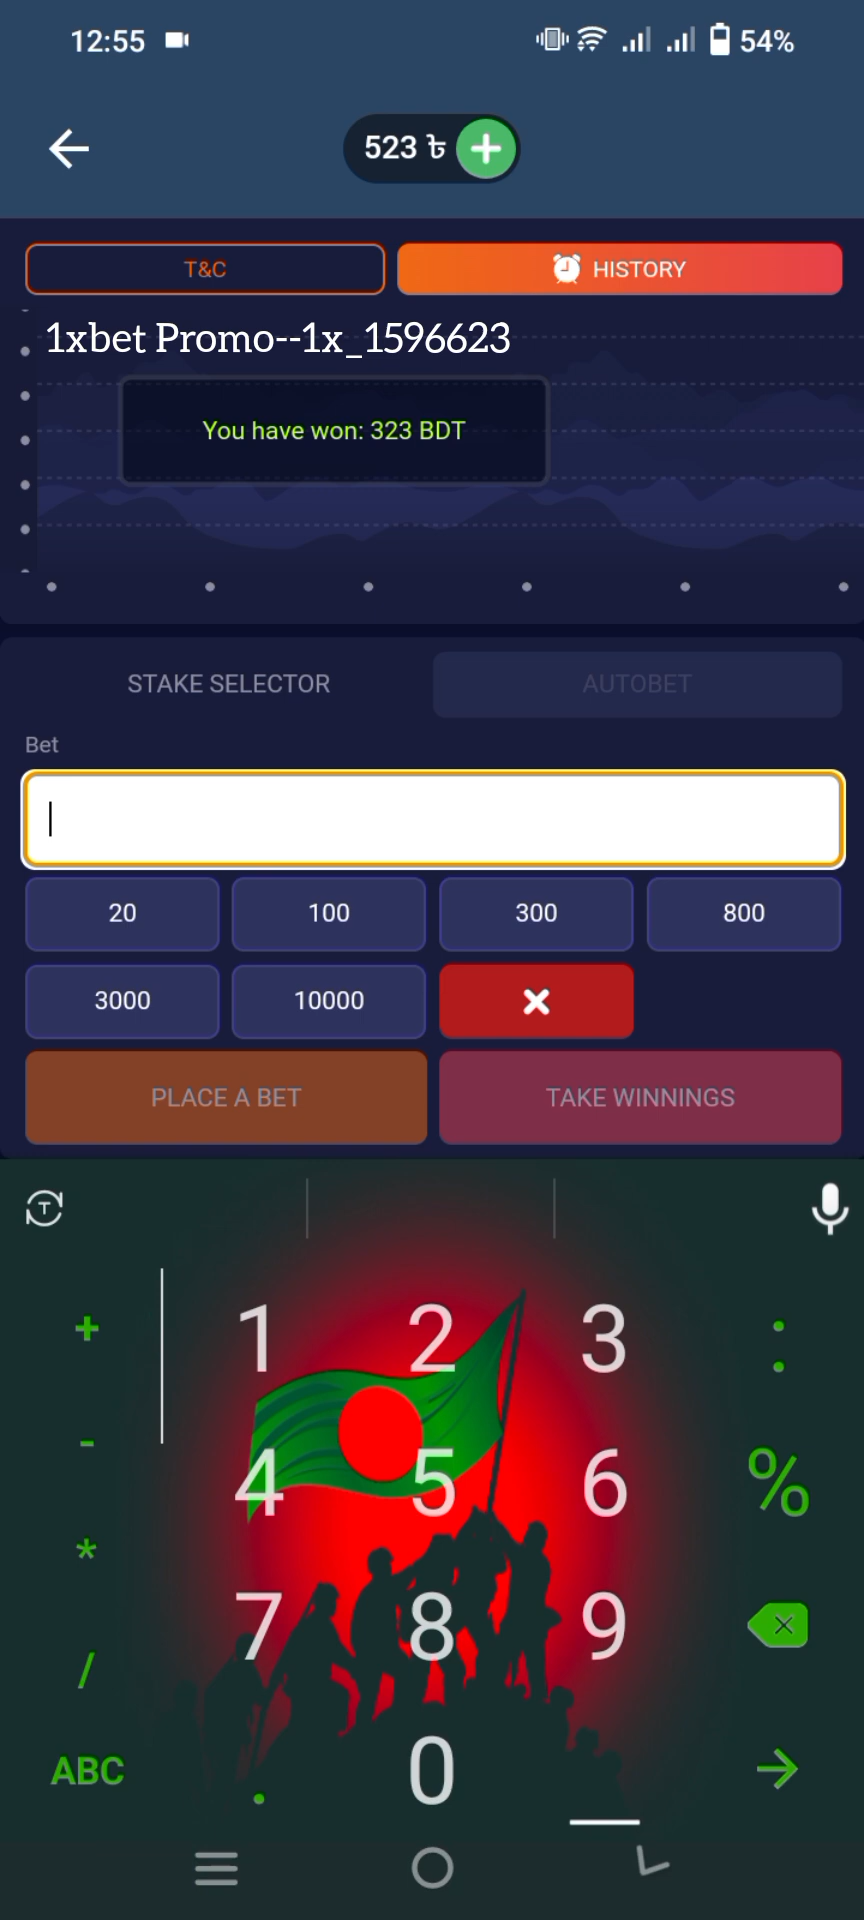 12:55 54%
523 ৳
T&C HISTORY
1xbet Promo--1x_1596623
You have won: 323 BDT
STAKE SELECTOR AUTOBET
Bet
20 100 300 800
3000 10000
PLACE A BET TAKE WINNINGS
+ 1 2 3 :
- 4 5 6 %
* 7 8 9
/
ABC . 0